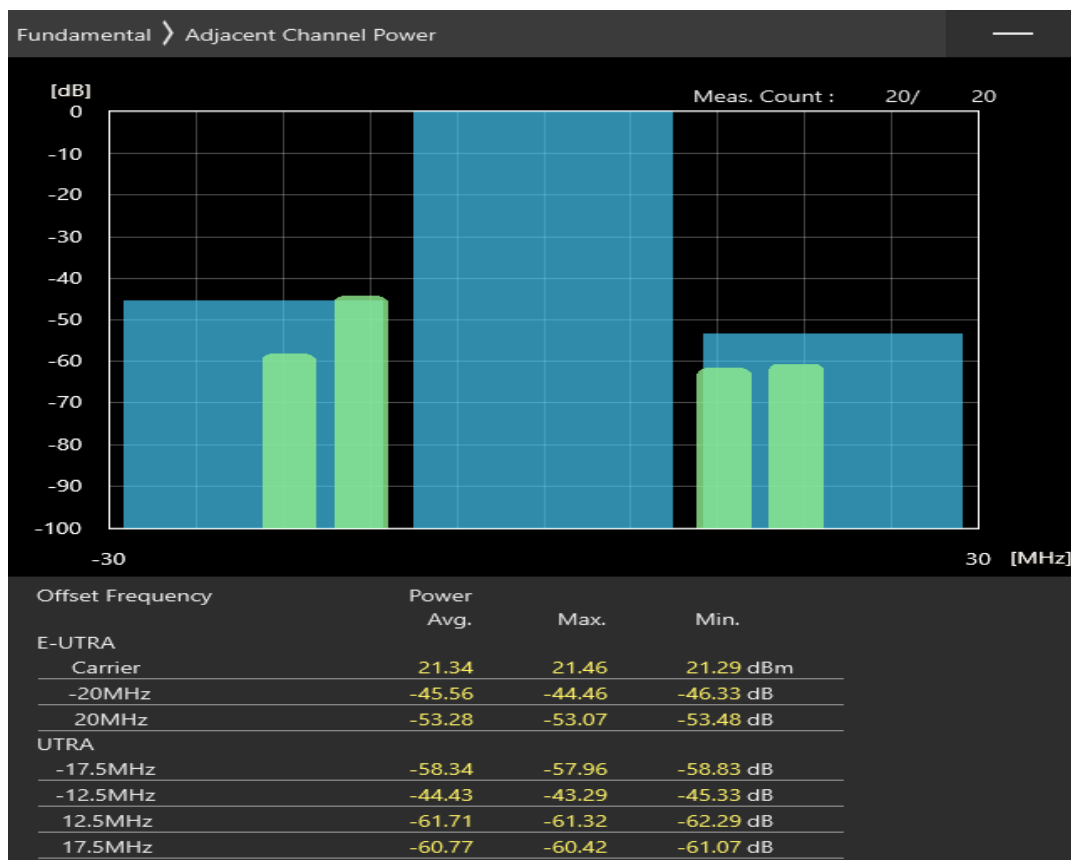 Fundamental ❯ Adjacent Channel Power
[dB]
Meas. Count : 20/ 20
0
-10
-20
-30
-40
-50
-60
-70
-80
-90
-100
-30 30 [MHz]
Offset Frequency Power
Avg. Max. Min.
E-UTRA
Carrier 21.34 21.46 21.29 dBm
-20MHz -45.56 -44.46 -46.33 dB
20MHz -53.28 -53.07 -53.48 dB
UTRA
-17.5MHz -58.34 -57.96 -58.83 dB
-12.5MHz -44.43 -43.29 -45.33 dB
12.5MHz -61.71 -61.32 -62.29 dB
17.5MHz -60.77 -60.42 -61.07 dB